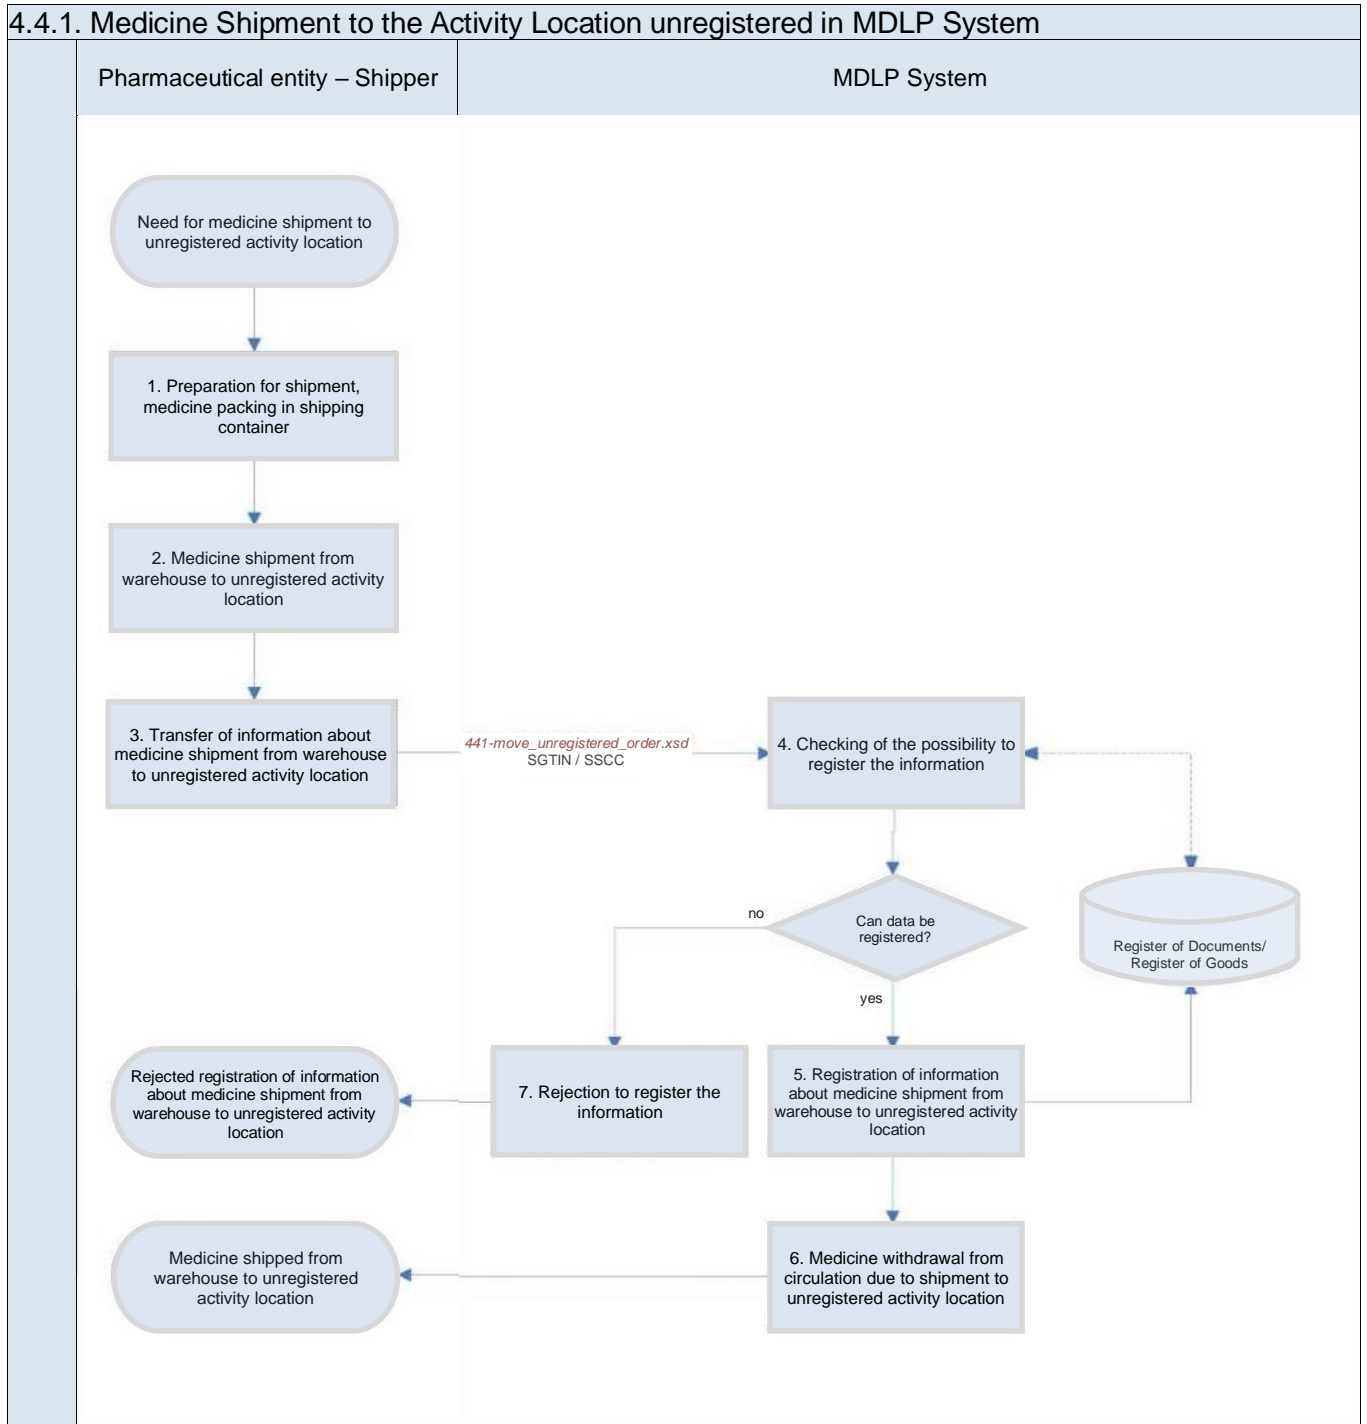 4.4.1. Medicine Shipment to the Activity Location unregistered in MDLP System
Pharmaceutical entity – Shipper
MDLP System
Need for medicine shipment to
unregistered activity location
1. Preparation for shipment,
medicine packing in shipping
container
2. Medicine shipment from
warehouse to unregistered activity
location
3. Transfer of information about
medicine shipment from warehouse
to unregistered activity location
441-move_unregistered_order.xsd
SGTIN / SSCC
4. Checking of the possibility to
register the information
no
Can data be
registered?
Register of Documents/
Register of Goods
yes
Rejected registration of information
about medicine shipment from
warehouse to unregistered activity
location
7. Rejection to register the
information
5. Registration of information
about medicine shipment from
warehouse to unregistered activity
location
Medicine shipped from
warehouse to unregistered
activity location
6. Medicine withdrawal from
circulation due to shipment to
unregistered activity location